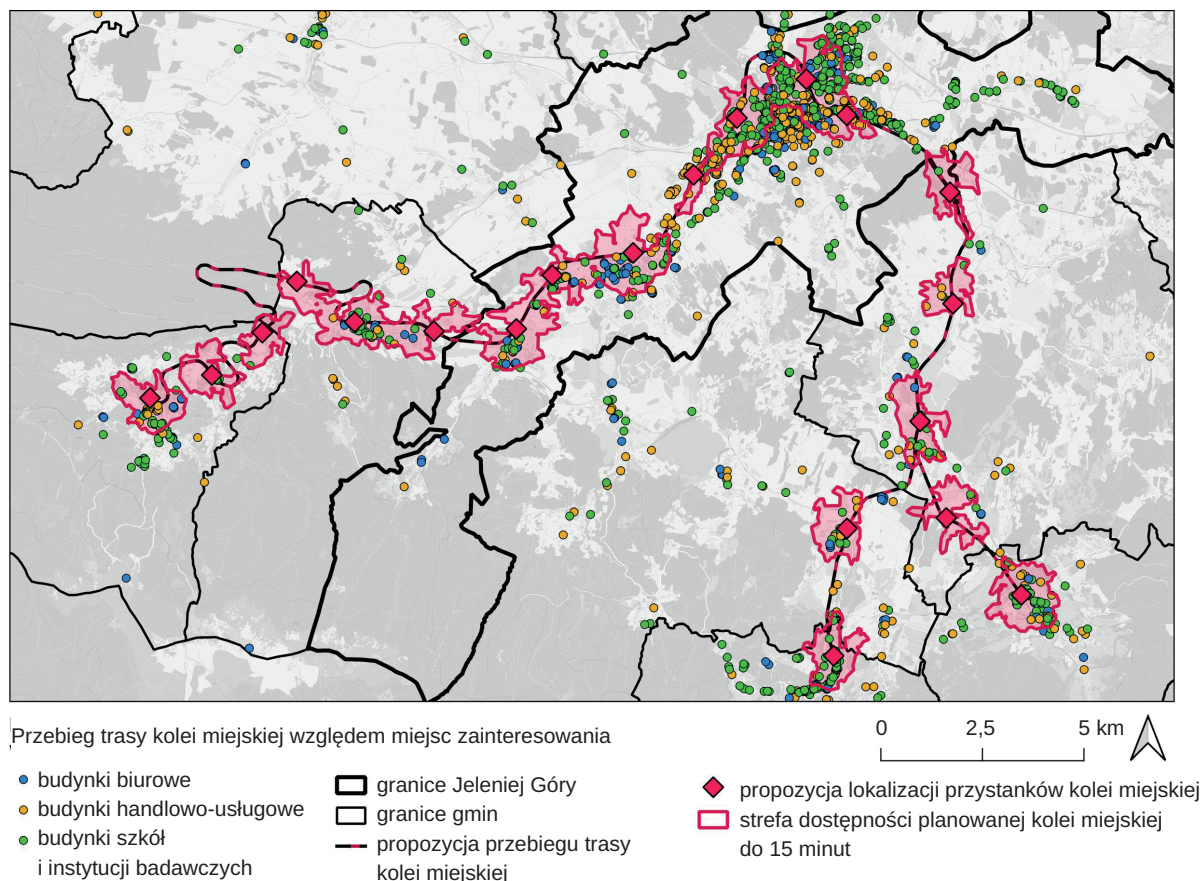 Przebieg trasy kolei miejskiej względem miejsc zainteresowania
0 2,5 5 km
budynki biurowe
budynki handlowo-usługowe
budynki szkół
i instytucji badawczych
granice Jeleniej Góry
granice gmin
propozycja przebiegu trasy
kolei miejskiej
propozycja lokalizacji przystanków kolei miejskiej
strefa dostępności planowanej kolei miejskiej
do 15 minut